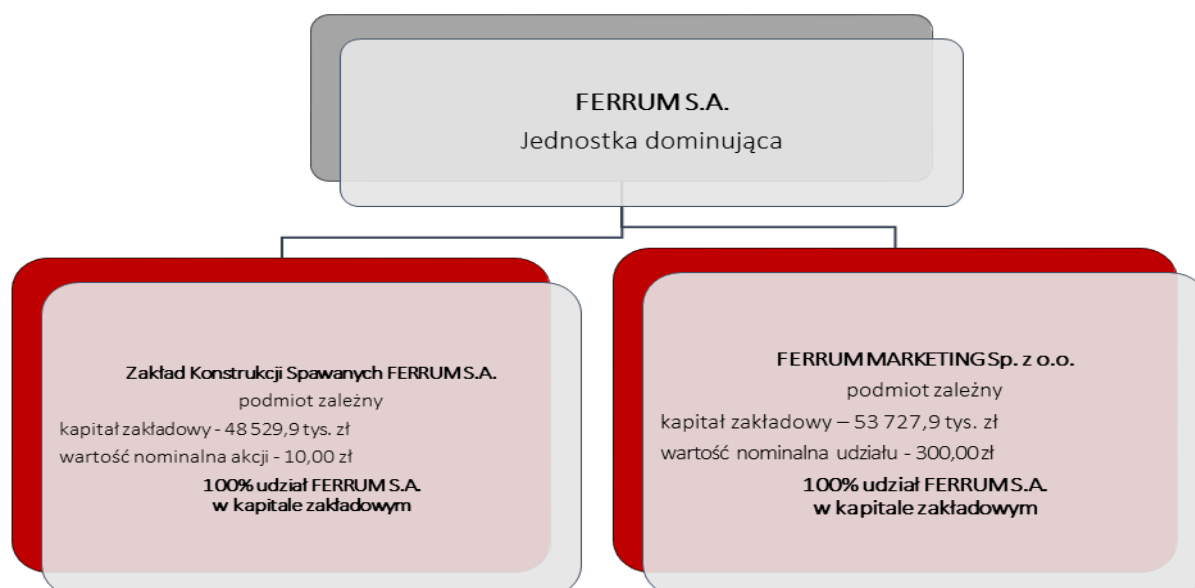 FERRUM S.A.
Jednostka dominująca
Zakład Konstrukcji Spawanych FERRUM S.A.
podmiot zależny
kapitał zakładowy - 48 529,9 tys. zł
wartość nominalna akcji - 10,00 zł
100% udział FERRUM S.A.
w kapitale zakładowym
FERRUM MARKETING Sp. z o.o.
podmiot zależny
kapitał zakładowy – 53 727,9 tys. zł
wartość nominalna udziału - 300,00 zł
100% udział FERRUM S.A.
w kapitale zakładowym